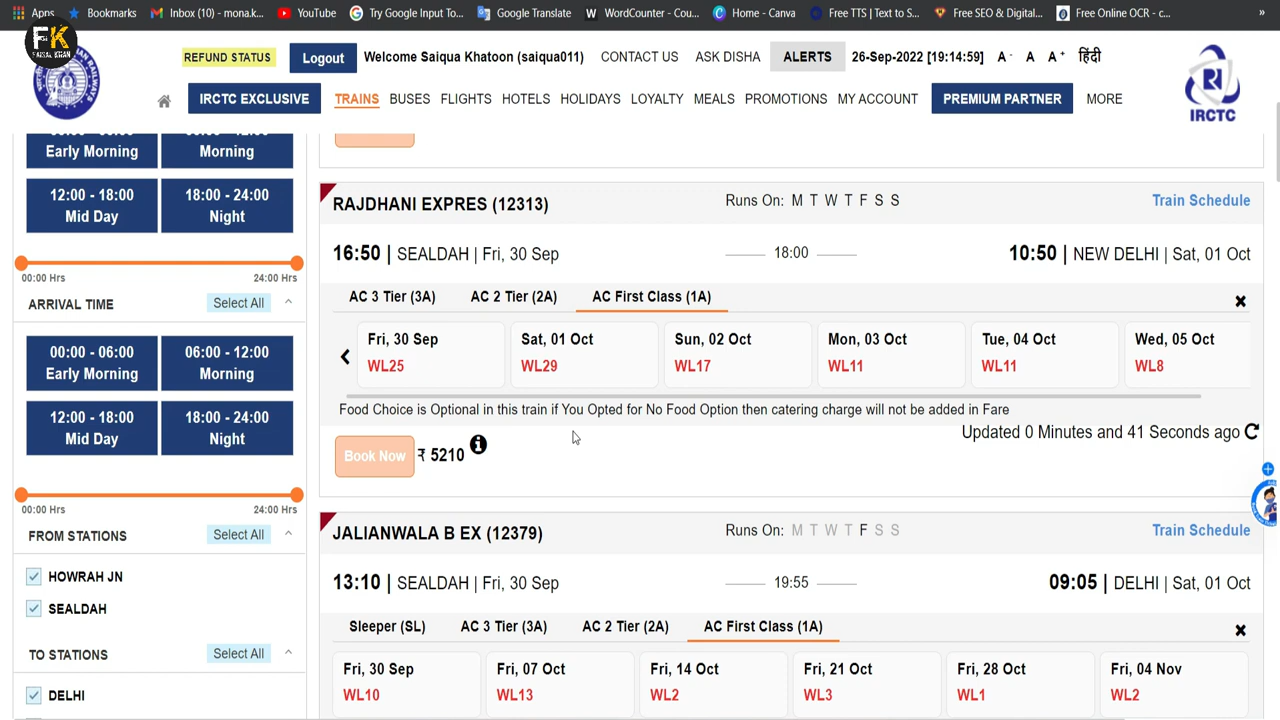 Apps Bookmarks Inbox (10) - mona.k... YouTube Try Google Input To... Google Translate WordCounter - Cou... Home - Canva Free TTS | Text to S... Free SEO & Digital... Free Online OCR - c... »
FK
FAISAL KHAN
REFUND STATUS Logout Welcome Saiqua Khatoon (saiqua011) CONTACT US ASK DISHA ALERTS 26-Sep-2022 [19:14:59] A- A A+ हिंदी
IRCTC EXCLUSIVE TRAINS BUSES FLIGHTS HOTELS HOLIDAYS LOYALTY MEALS PROMOTIONS MY ACCOUNT PREMIUM PARTNER MORE
IRCTC
Early Morning Morning
12:00 - 18:00 18:00 - 24:00
Mid Day Night
00:00 Hrs 24:00 Hrs
ARRIVAL TIME Select All
00:00 - 06:00 06:00 - 12:00
Early Morning Morning
12:00 - 18:00 18:00 - 24:00
Mid Day Night
00:00 Hrs 24:00 Hrs
FROM STATIONS Select All
HOWRAH JN
SEALDAH
TO STATIONS Select All
DELHI
RAJDHANI EXPRES (12313) Runs On: M T W T F S S Train Schedule
16:50 | SEALDAH | Fri, 30 Sep 18:00 10:50 | NEW DELHI | Sat, 01 Oct
AC 3 Tier (3A) AC 2 Tier (2A) AC First Class (1A)
Fri, 30 Sep Sat, 01 Oct Sun, 02 Oct Mon, 03 Oct Tue, 04 Oct Wed, 05 Oct
WL25 WL29 WL17 WL11 WL11 WL8
Food Choice is Optional in this train if You Opted for No Food Option then catering charge will not be added in Fare
Updated 0 Minutes and 41 Seconds ago
Book Now ₹ 5210
JALIANWALA B EX (12379) Runs On: M T W T F S S Train Schedule
13:10 | SEALDAH | Fri, 30 Sep 19:55 09:05 | DELHI | Sat, 01 Oct
Sleeper (SL) AC 3 Tier (3A) AC 2 Tier (2A) AC First Class (1A)
Fri, 30 Sep Fri, 07 Oct Fri, 14 Oct Fri, 21 Oct Fri, 28 Oct Fri, 04 Nov
WL10 WL13 WL2 WL3 WL1 WL2